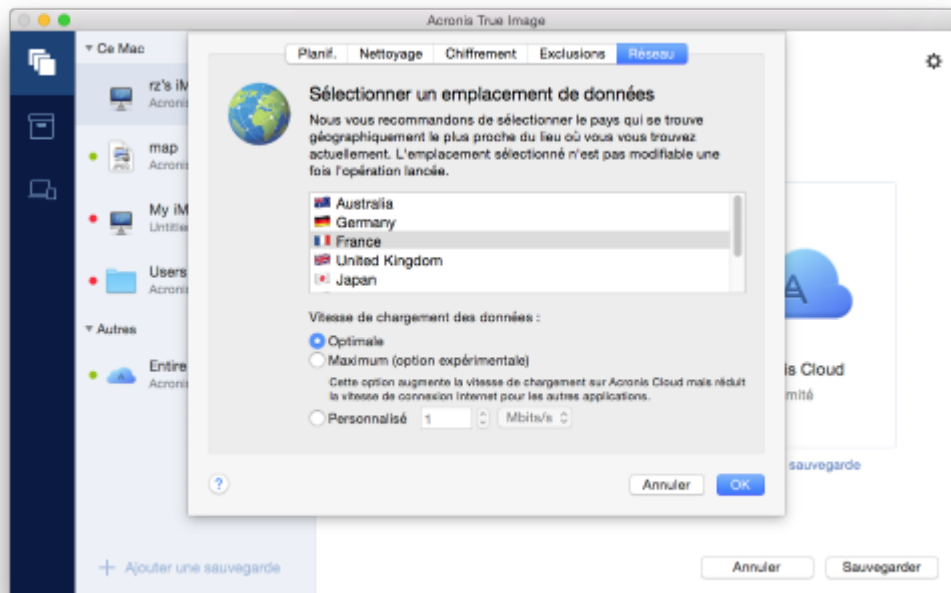 Acronis True Image
Ce Mac
rz's iM
Acronis
map
Acronis
My iM
Untitle
Users
Acronis
Autres
Entire
Acronis
Ajouter une sauvegarde
Planif.
Nettoyage
Chiffrement
Exclusions
Réseau
Sélectionner un emplacement de données
Nous vous recommandons de sélectionner le pays qui se trouve
géographiquement le plus proche du lieu où vous vous trouvez
actuellement. L'emplacement sélectionné n'est pas modifiable une
fois l'opération lancée.
Australia
Germany
France
United Kingdom
Japan
Vitesse de chargement des données :
Optimale
Maximum (option expérimentale)
Cette option augmente la vitesse de chargement sur Acronis Cloud mais réduit
la vitesse de connexion Internet pour les autres applications.
Personnalisé 1 Mbits/s
?
Annuler
OK
A
is Cloud
mité
sauvegarde
Annuler
Sauvegarder